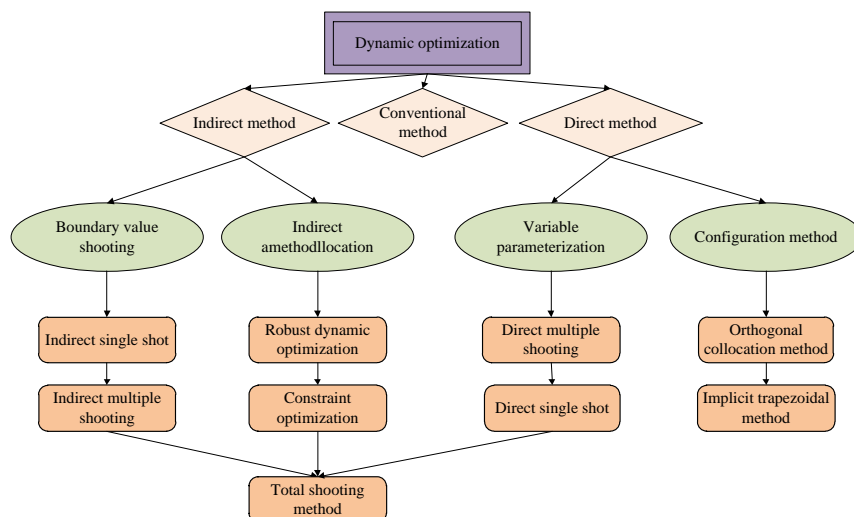 Dynamic optimization
Indirect method
Conventional
method
Direct method
Boundary value
shooting
Indirect
amethodllocation
Variable
parameterization
Configuration method
Indirect single shot
Robust dynamic
optimization
Direct multiple
shooting
Orthogonal
collocation method
Indirect multiple
shooting
Constraint
optimization
Direct single shot
Implicit trapezoidal
method
Total shooting
method